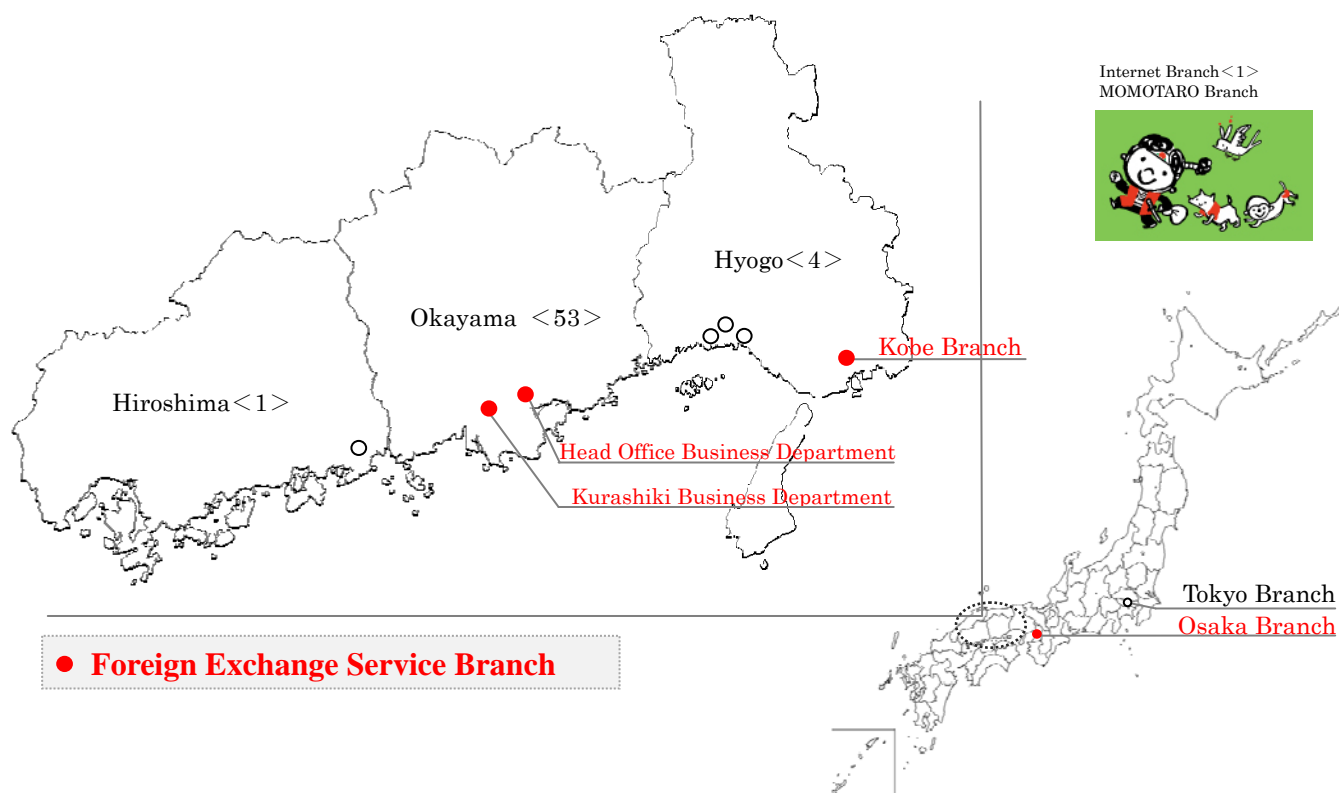 Internet Branch＜1＞
MOMOTARO Branch
Hyogo＜4＞
Okayama ＜53＞
Kobe Branch
Hiroshima＜1＞
Head Office Business Department
Kurashiki Business Department
Tokyo Branch
Osaka Branch
Foreign Exchange Service Branch